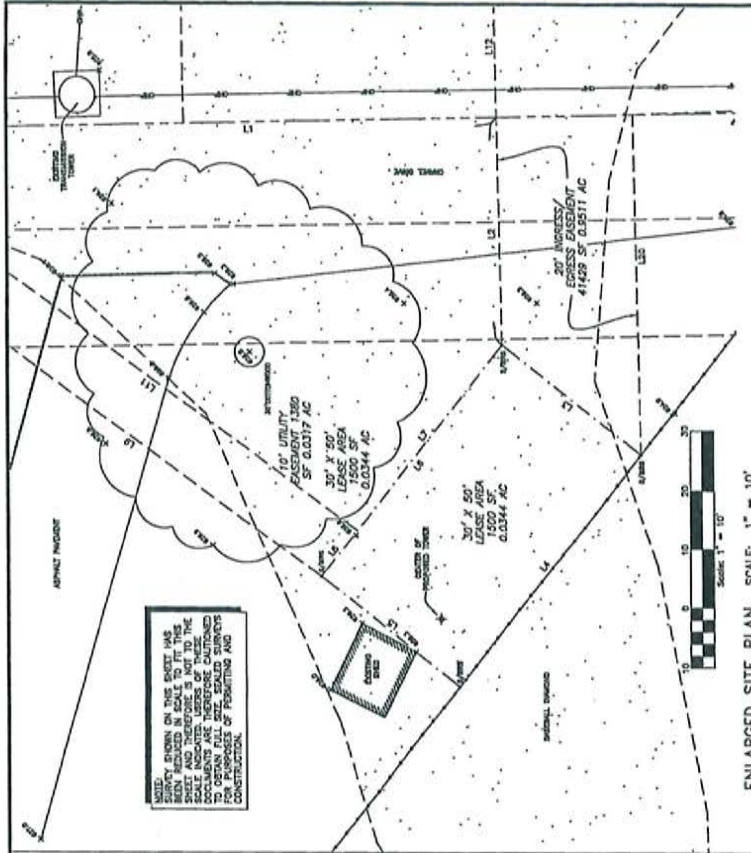 EXISTING
TRANSMISSION
TOWER
L1
L12
GRAVEL DRIVE
L2
20' INGRESS/
EGRESS EASEMENT
41429 SF 0.9511 AC
L20
ASPHALT PAVEMENT
L11
10' UTILITY
EASEMENT 1380
SF 0.0317 AC
30' X 50'
LEASE AREA
1500 SF
0.0344 AC
L7
L6
30' X 50'
LEASE AREA
1500 SF
0.0344 AC
CENTER OF
PROPOSED TOWER
L5
EXISTING
SHED
BASEBALL DIAMOND
NOTE:
SURVEY SHOWN ON THIS SHEET HAS
BEEN REDUCED IN SCALE TO FIT THIS
SHEET AND THEREFORE IS NOT TO THE
SCALE INDICATED. USERS OF THESE
DOCUMENTS ARE THEREFORE CAUTIONED
TO OBTAIN FULL SIZE, SEALED SURVEYS
FOR PURPOSES OF PERMITTING AND
CONSTRUCTION.
10 0 10 20 30
Scale: 1" = 10'
ENLARGED SITE PLAN SCALE: 1" = 10'